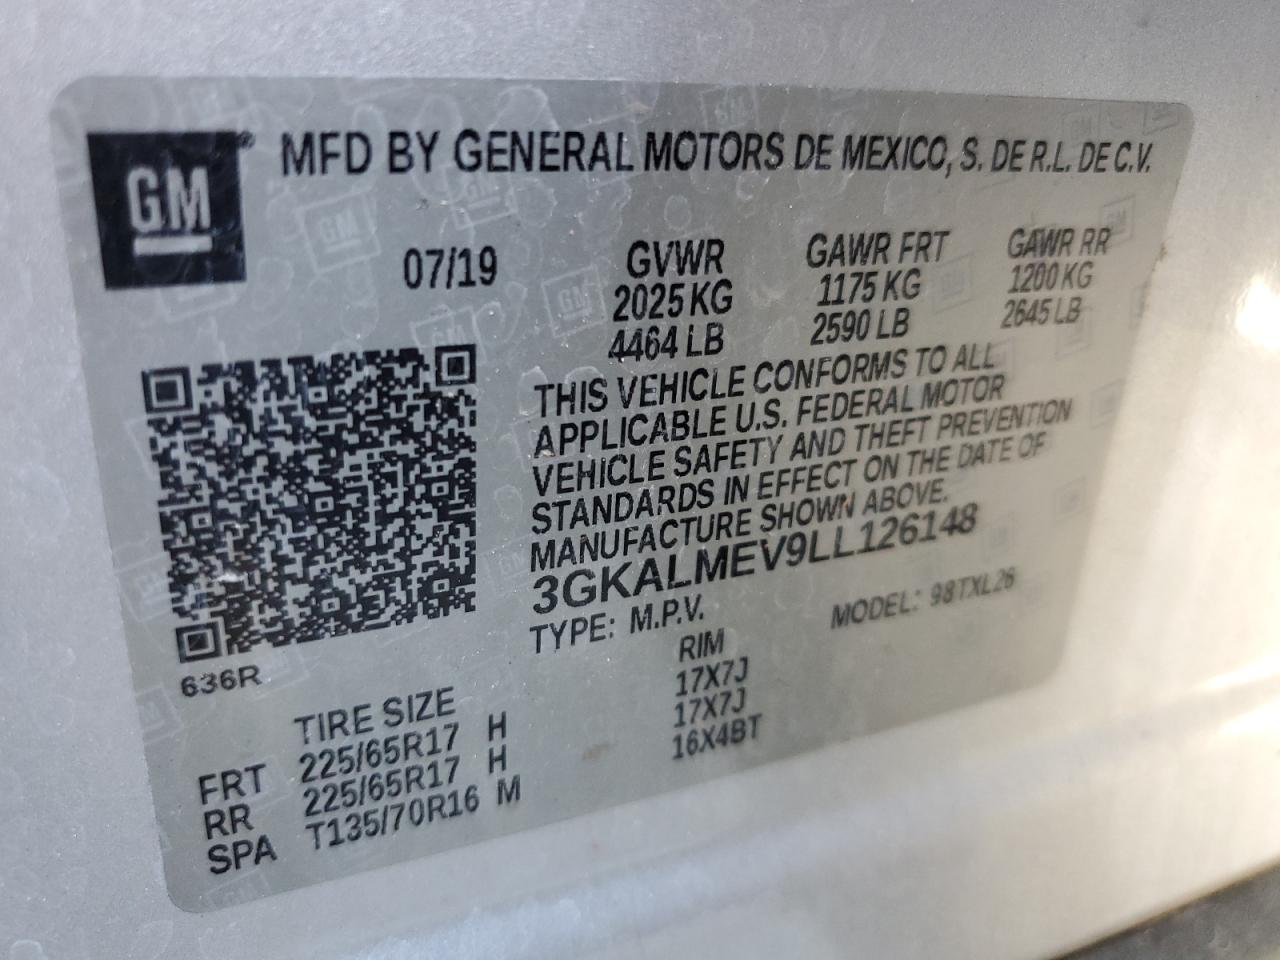 GM® MFD BY GENERAL MOTORS DE MEXICO, S. DE R.L. DE C.V.
07/19 GVWR GAWR FRT GAWR RR
2025 KG 1175 KG 1200 KG
4464 LB 2590 LB 2645 LB
THIS VEHICLE CONFORMS TO ALL
APPLICABLE U.S. FEDERAL MOTOR
VEHICLE SAFETY AND THEFT PREVENTION
STANDARDS IN EFFECT ON THE DATE OF
MANUFACTURE SHOWN ABOVE.
3GKALMEV9LL126148
TYPE: M.P.V. MODEL: 98TXL26
636R
TIRE SIZE RIM
FRT 225/65R17 H 17X7J
RR 225/65R17 H 17X7J
SPA T135/70R16 M 16X4BT